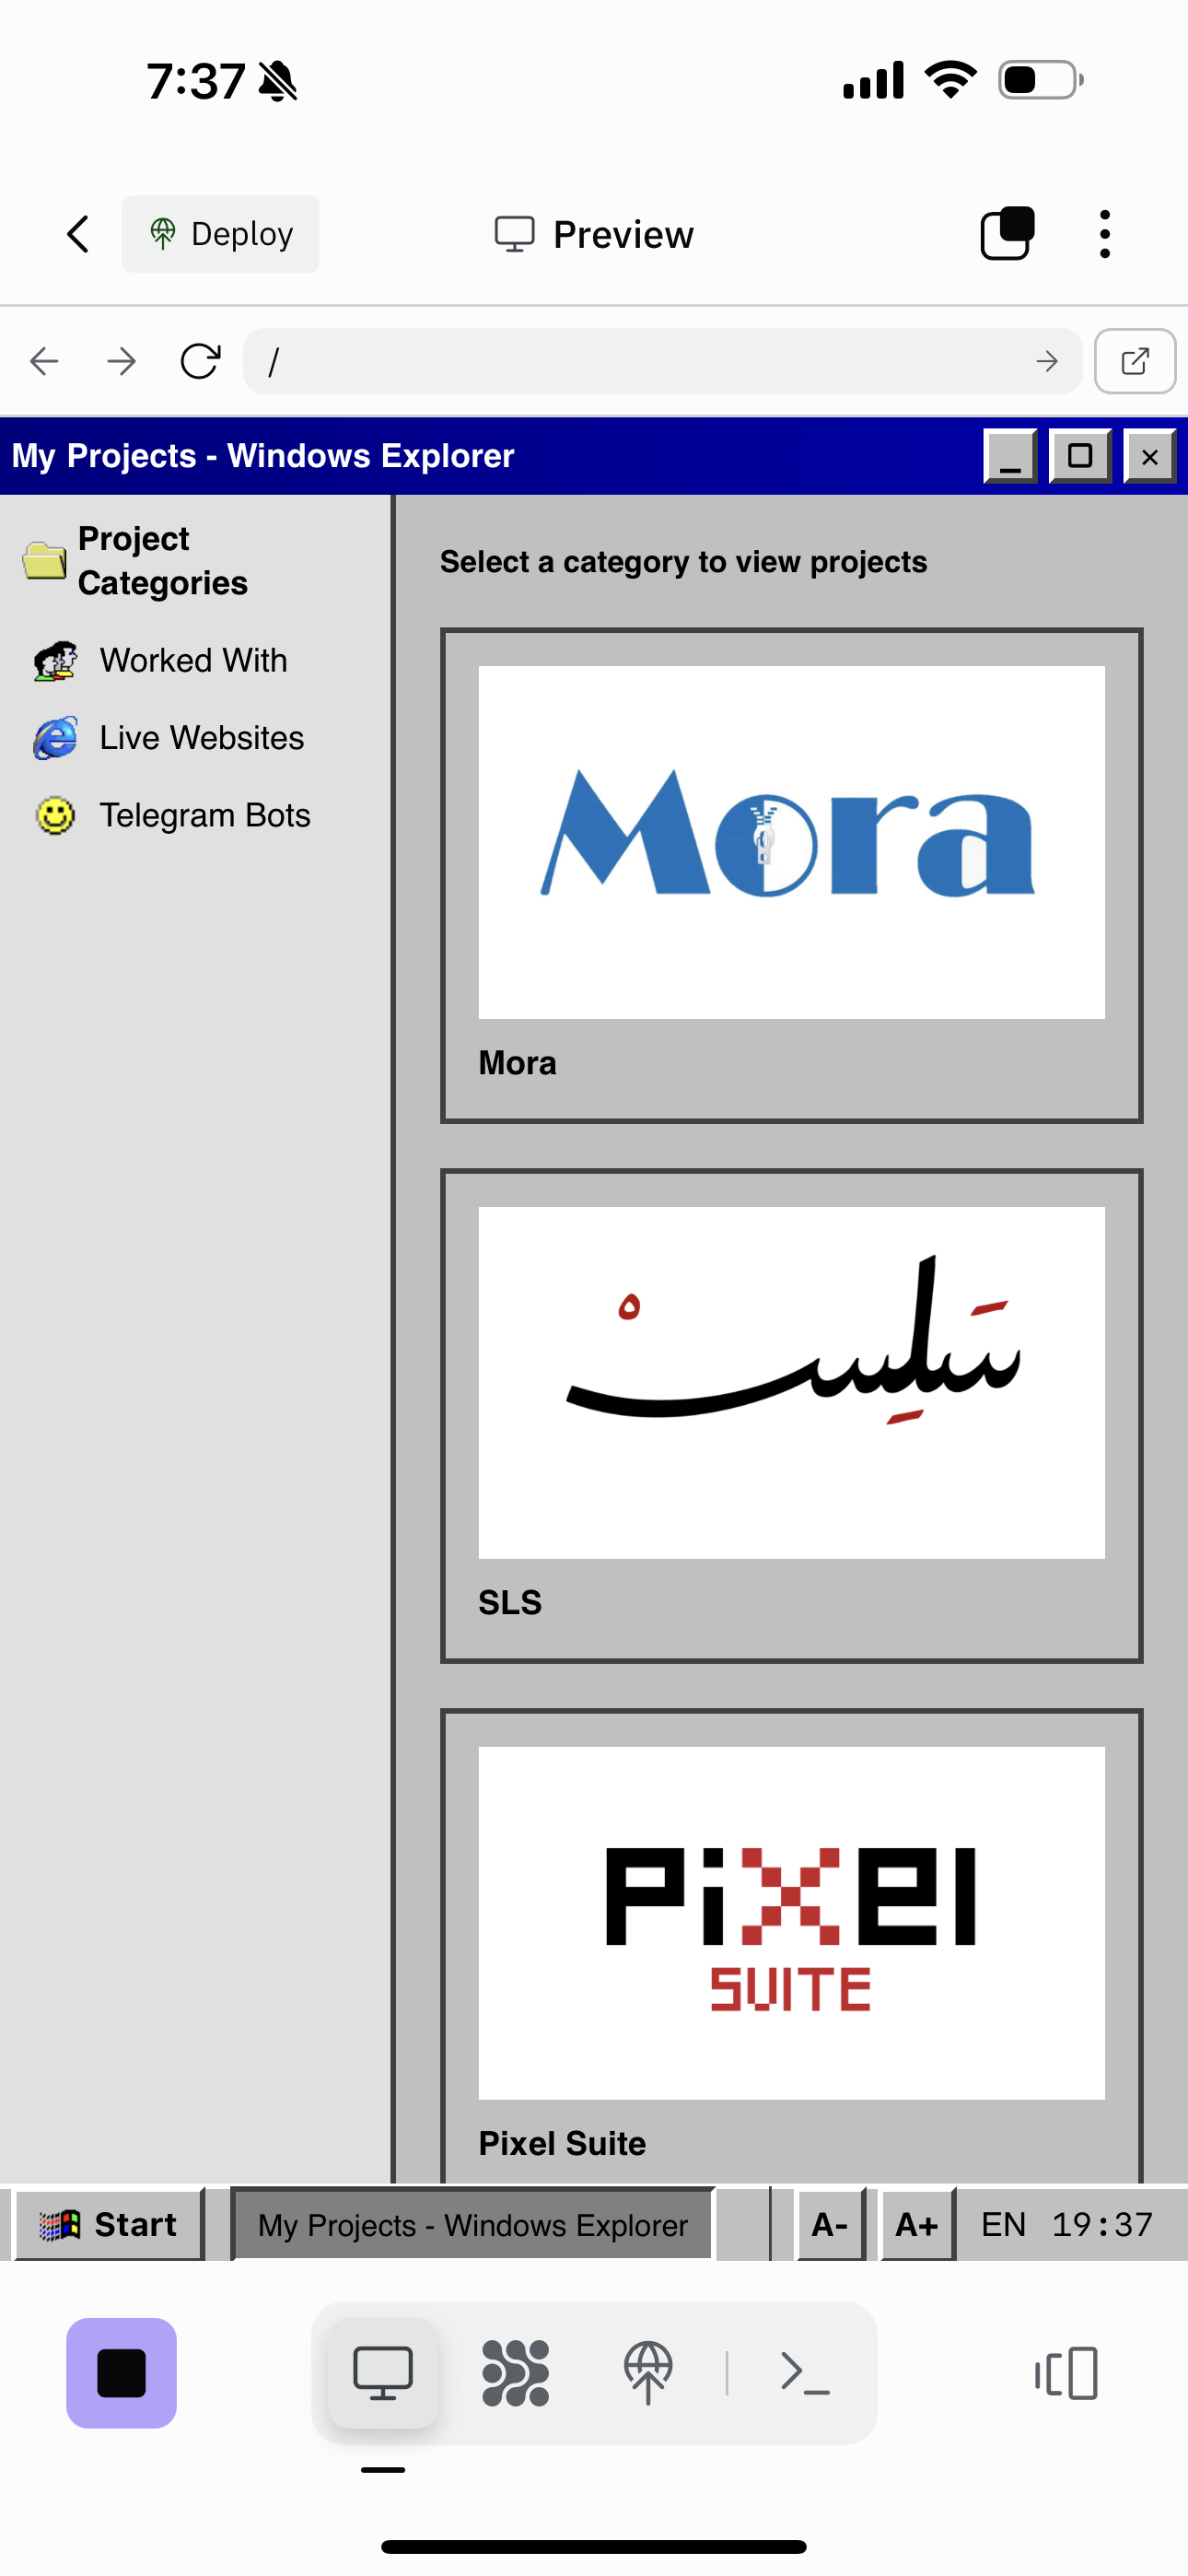 7:37
Deploy
Preview
/
My Projects - Windows Explorer
Project
Categories
Worked With
Live Websites
Telegram Bots
Select a category to view projects
Mora
Mora
سَلِسْ
SLS
PiXel
SUITE
Pixel Suite
Start
My Projects - Windows Explorer
A-
A+
EN
19:37